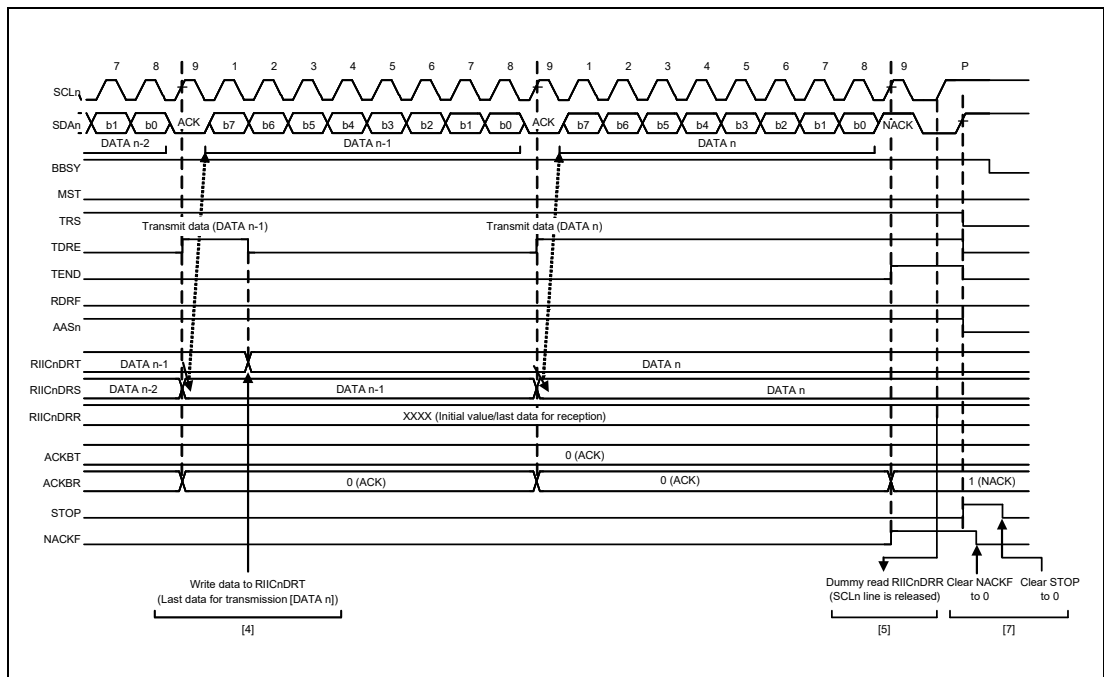 7 8 9 1 2 3 4 5 6 7 8 9 1 2 3 4 5 6 7 8 9 P
SCLn
SDAn b1 b0 ACK b7 b6 b5 b4 b3 b2 b1 b0 ACK b7 b6 b5 b4 b3 b2 b1 b0 NACK
DATA n-2 DATA n-1 DATA n
BBSY
MST
TRS
Transmit data (DATA n-1) Transmit data (DATA n)
TDRE
TEND
RDRF
AASn
RIICnDRT DATA n-1 DATA n
RIICnDRS DATA n-2 DATA n-1 DATA n
RIICnDRR XXXX (Initial value/last data for reception)
ACKBT 0 (ACK)
ACKBR 0 (ACK) 0 (ACK) 1 (NACK)
STOP
NACKF
Write data to RIICnDRT
(Last data for transmission [DATA n])
[4]
Dummy read RIICnDRR
(SCLn line is released)
[5]
Clear NACKF
to 0
Clear STOP
to 0
[7]